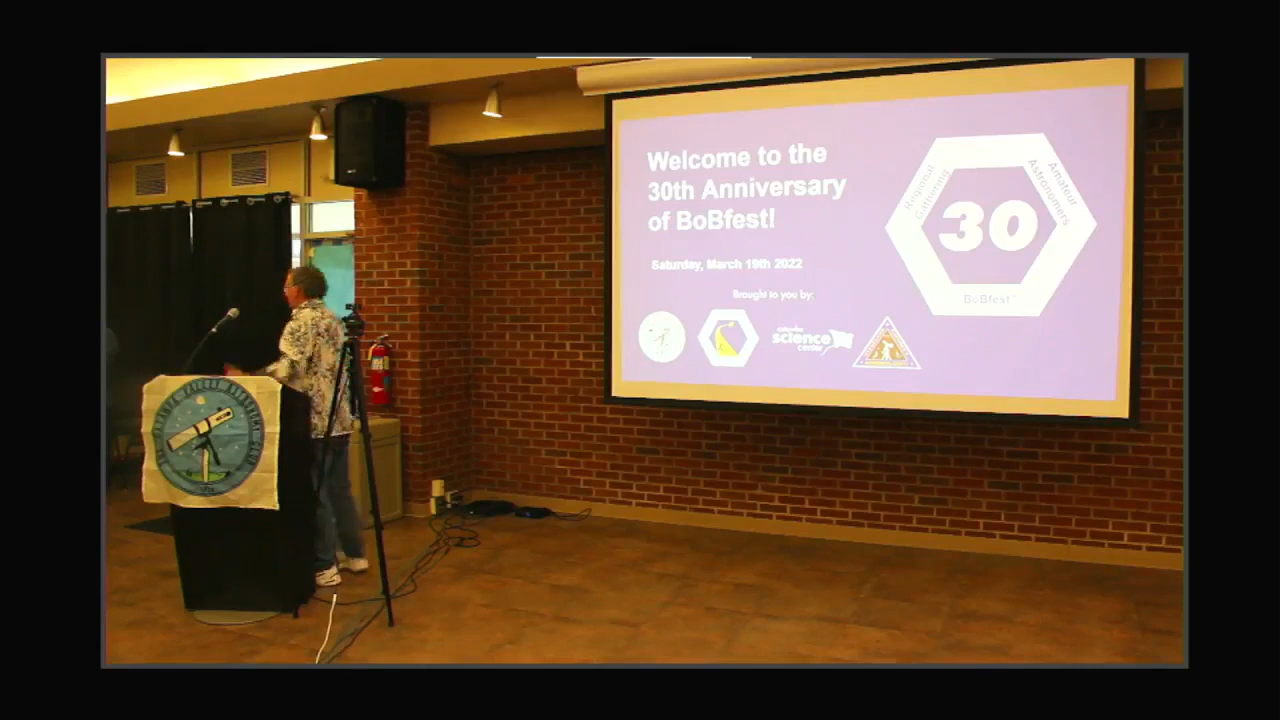 Welcome to the
30th Anniversary
of BoBfest!
Saturday, March 19th 2022
Brought to you by:
science
center
Regional
Gathering
Amateur
Astronomers
30
BoBfest